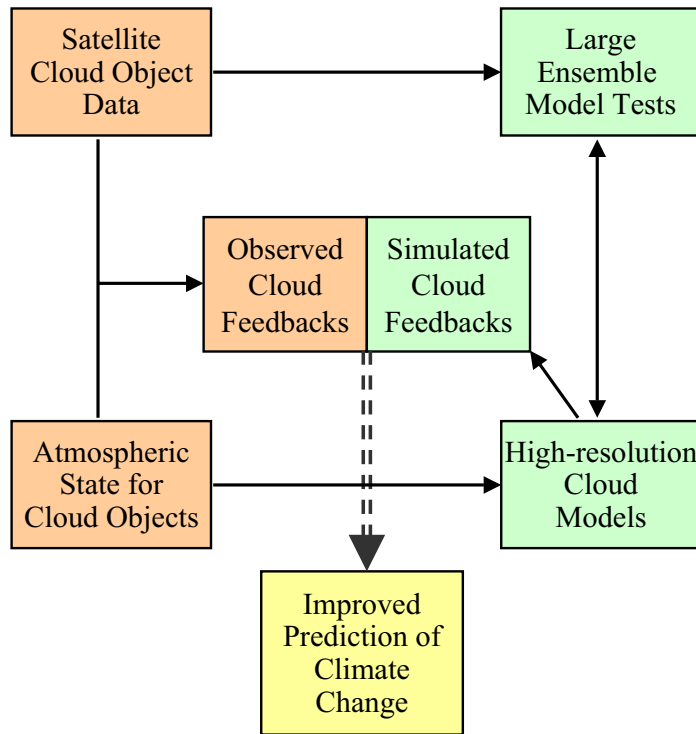 Satellite
Cloud Object
Data
Large
Ensemble
Model Tests
Observed
Cloud
Feedbacks
Simulated
Cloud
Feedbacks
Atmospheric
State for
Cloud Objects
High-resolution
Cloud
Models
Improved
Prediction of
Climate
Change